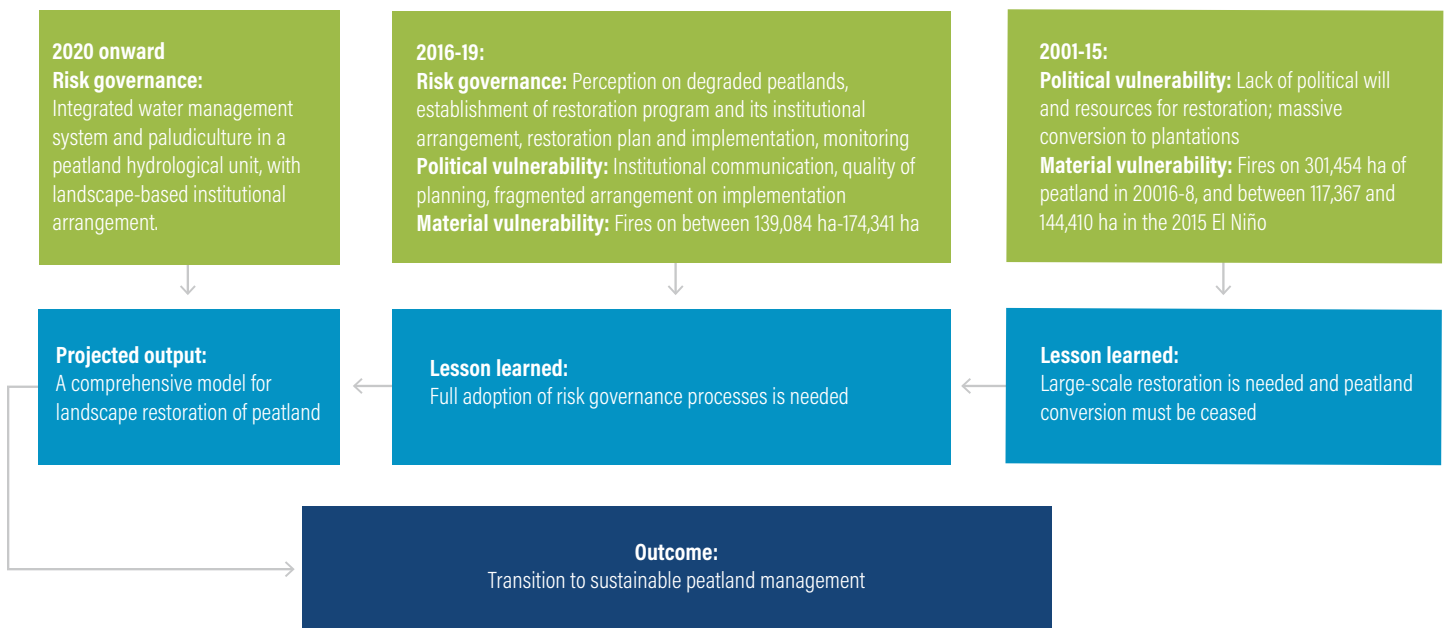 2020 onward
Risk governance:
Integrated water management
system and paludiculture in a
peatland hydrological unit, with
landscape-based institutional
arrangement.
2016-19:
Risk governance: Perception on degraded peatlands,
establishment of restoration program and its institutional
arrangement, restoration plan and implementation, monitoring
Political vulnerability: Institutional communication, quality of
planning, fragmented arrangement on implementation
Material vulnerability: Fires on between 139,084 ha-174,341 ha
2001-15:
Political vulnerability: Lack of political will
and resources for restoration; massive
conversion to plantations
Material vulnerability: Fires on 301,454 ha of
peatland in 20016-8, and between 117,367 and
144,410 ha in the 2015 El Niño
Projected output:
A comprehensive model for
landscape restoration of peatland
Lesson learned:
Full adoption of risk governance processes is needed
Lesson learned:
Large-scale restoration is needed and peatland
conversion must be ceased
Outcome:
Transition to sustainable peatland management